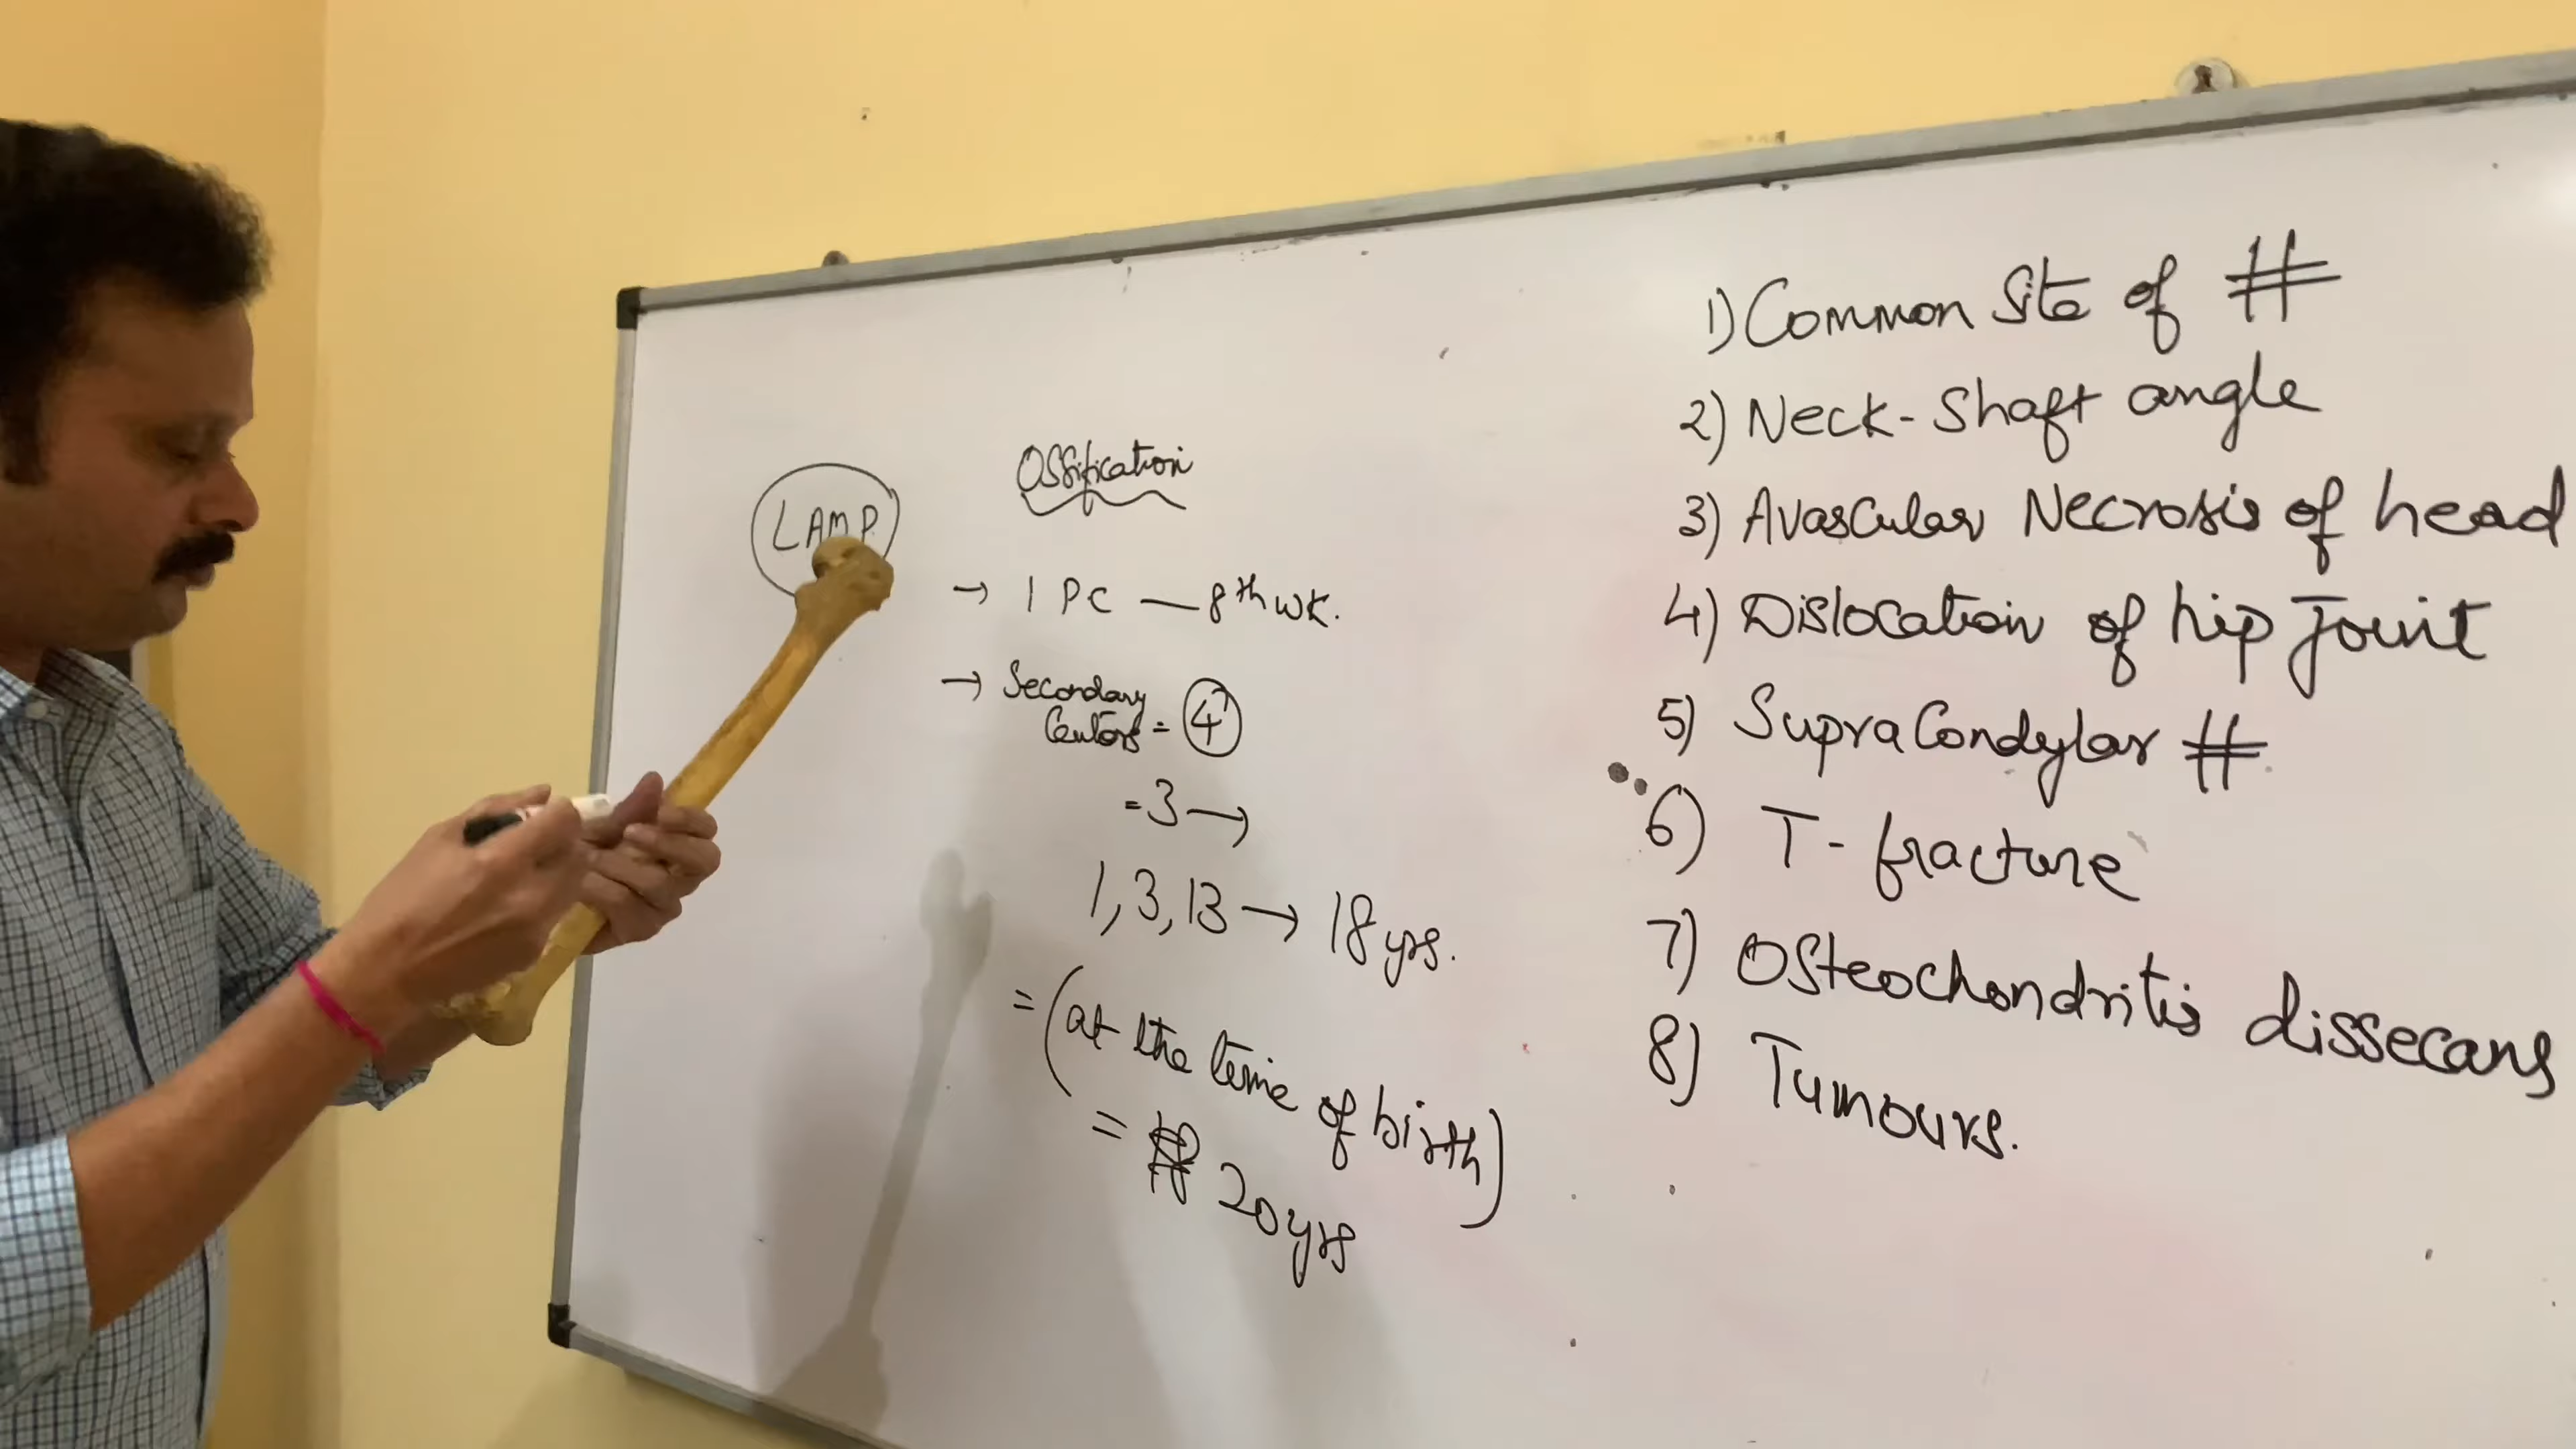 LAMP
Ossification
→ 1 PC — 8th wk.
→ Secondary
Centers = 4
= 3 →
1, 3, 13 → 18 yrs.
= (at the time of birth)
= 20 yrs
1) Common Site of #
2) Neck-Shaft angle
3) Avascular Necrosis of head
4) Dislocation of hip Joint
5) SupraCondylar #
6) T-fracture
7) Osteochondritis dissecans
8) Tumours.